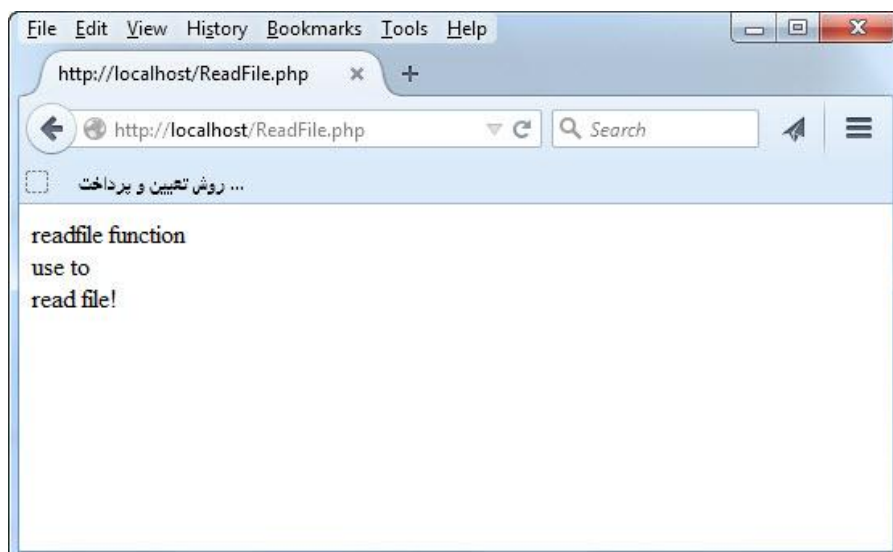 File Edit View History Bookmarks Tools Help
http://localhost/ReadFile.php
http://localhost/ReadFile.php Search
روش تعیین و پرداخت ...
readfile function
use to
read file!